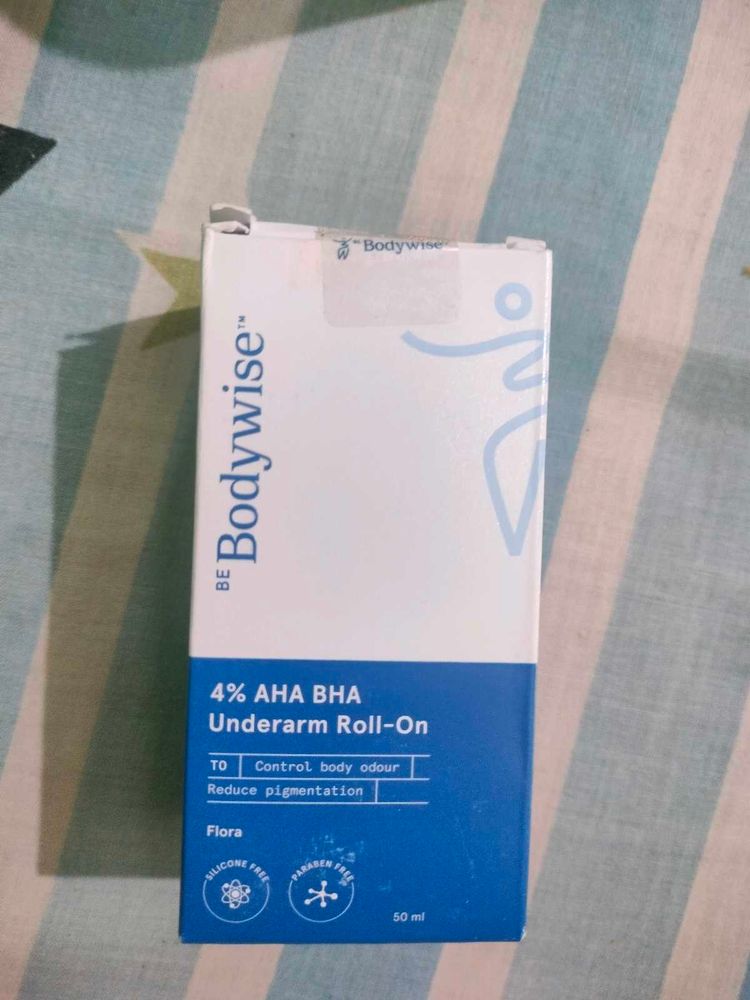 BE Bodywise
BE Bodywise™
4% AHA BHA
Underarm Roll-On
TO Control body odour
Reduce pigmentation
Flora
SILICONE FREE
PARABEN FREE
50 ml